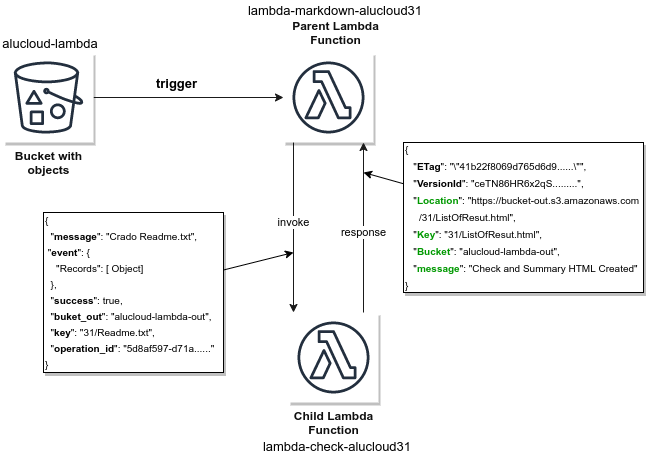 lambda-markdown-alucloud31
Parent Lambda
Function
alucloud-lambda
trigger
Bucket with
objects
{
"ETag": "\"41b22f8069d765d6d9......\"",
"VersionId": "ceTN86HR6x2qS.........",
"Location": "https://bucket-out.s3.amazonaws.com
/31/ListOfResut.html",
"Key": "31/ListOfResut.html",
"Bucket": "alucloud-lambda-out",
"message": "Check and Summary HTML Created"
}
invoke
response
{
"message": "Crado Readme.txt",
"event": {
"Records": [ Object]
},
"success": true,
"buket_out": "alucloud-lambda-out",
"key": "31/Readme.txt",
"operation_id": "5d8af597-d71a......"
}
Child Lambda
Function
lambda-check-alucloud31